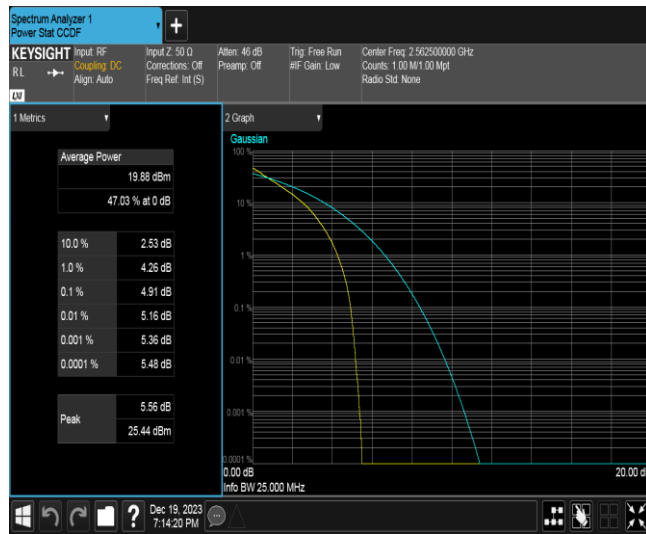 Spectrum Analyzer 1
Power Stat CCDF
+
KEYSIGHT
RL
LXI
Input: RF
Coupling: DC
Align: Auto
Input Z: 50 Ω
Corrections: Off
Freq Ref: Int (S)
Atten: 46 dB
Preamp: Off
Trig: Free Run
#IF Gain: Low
Center Freq: 2.562500000 GHz
Counts: 1.00 M/1.00 Mpt
Radio Std: None
1 Metrics
Average Power
19.88 dBm
47.03 % at 0 dB
10.0 % 2.53 dB
1.0 % 4.26 dB
0.1 % 4.91 dB
0.01 % 5.16 dB
0.001 % 5.36 dB
0.0001 % 5.48 dB
Peak
5.56 dB
25.44 dBm
2 Graph
Gaussian
100 %
10 %
1 %
0.1 %
0.01 %
0.001 %
0.0001 %
0.00 dB
20.00 d
Info BW 25.000 MHz
?
Dec 19, 2023
7:14:20 PM